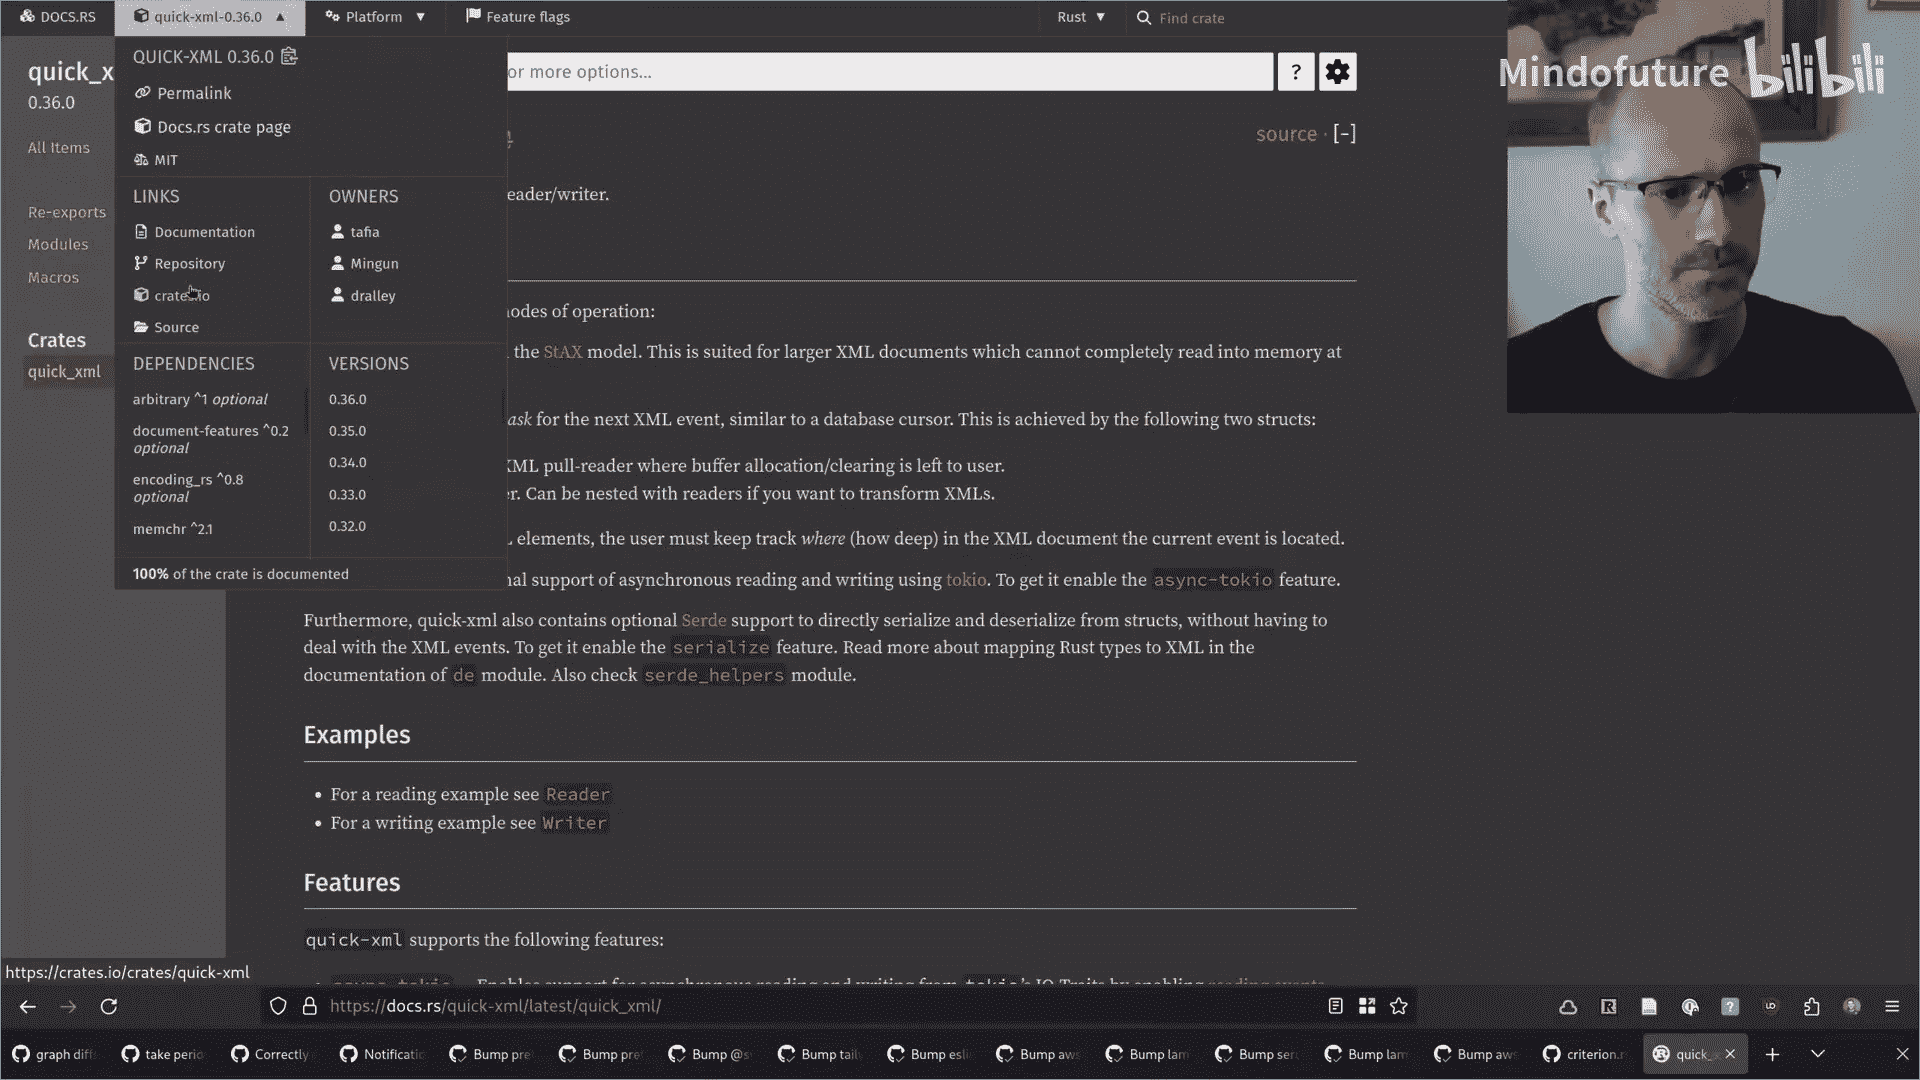 DOCS.RS
quick-xml-0.36.0
Platform
Feature flags
Rust
Find crate
Mindofuture bilibili
QUICK-XML 0.36.0
Permalink
Docs.rs crate page
MIT
LINKS
Documentation
Repository
Source
OWNERS
tafia
Mingun
dralley
DEPENDENCIES
arbitrary ^1 optional
document-features ^0.2
optional
encoding_rs ^0.8
optional
memchr ^2.1
VERSIONS
0.36.0
0.35.0
0.34.0
0.33.0
0.32.0
100% of the crate is documented
quick_x
0.36.0
All Items
Re-exports
Modules
Macros
Crates
quick_xml
or more options...
?
source · [-]
eader/writer.
odes of operation:
the StAX model. This is suited for larger XML documents which cannot completely read into memory at
ask for the next XML event, similar to a database cursor. This is achieved by the following two structs:
XML pull-reader where buffer allocation/clearing is left to user.
r. Can be nested with readers if you want to transform XMLs.
elements, the user must keep track where (how deep) in the XML document the current event is located.
nal support of asynchronous reading and writing using tokio. To get it enable the async-tokio feature.
Furthermore, quick-xml also contains optional Serde support to directly serialize and deserialize from structs, without having to
deal with the XML events. To get it enable the serialize feature. Read more about mapping Rust types to XML in the
documentation of de module. Also check serde_helpers module.
Examples
For a reading example see Reader
For a writing example see Writer
Features
quick-xml supports the following features:
https://crates.io/crates/quick-xml
https://docs.rs/quick-xml/latest/quick_xml/
graph diff
take perio
Correctly
Notificatio
Bump pre
Bump pre
Bump @s
Bump tail
Bump esli
Bump aws
Bump lam
Bump ser
Bump lam
Bump aws
criterion.r
quick_